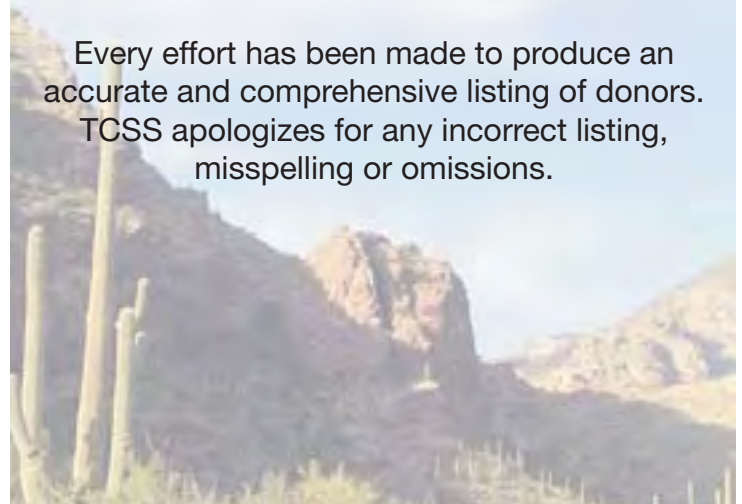 Every effort has been made to produce an
accurate and comprehensive listing of donors.
TCSS apologizes for any incorrect listing,
misspelling or omissions.